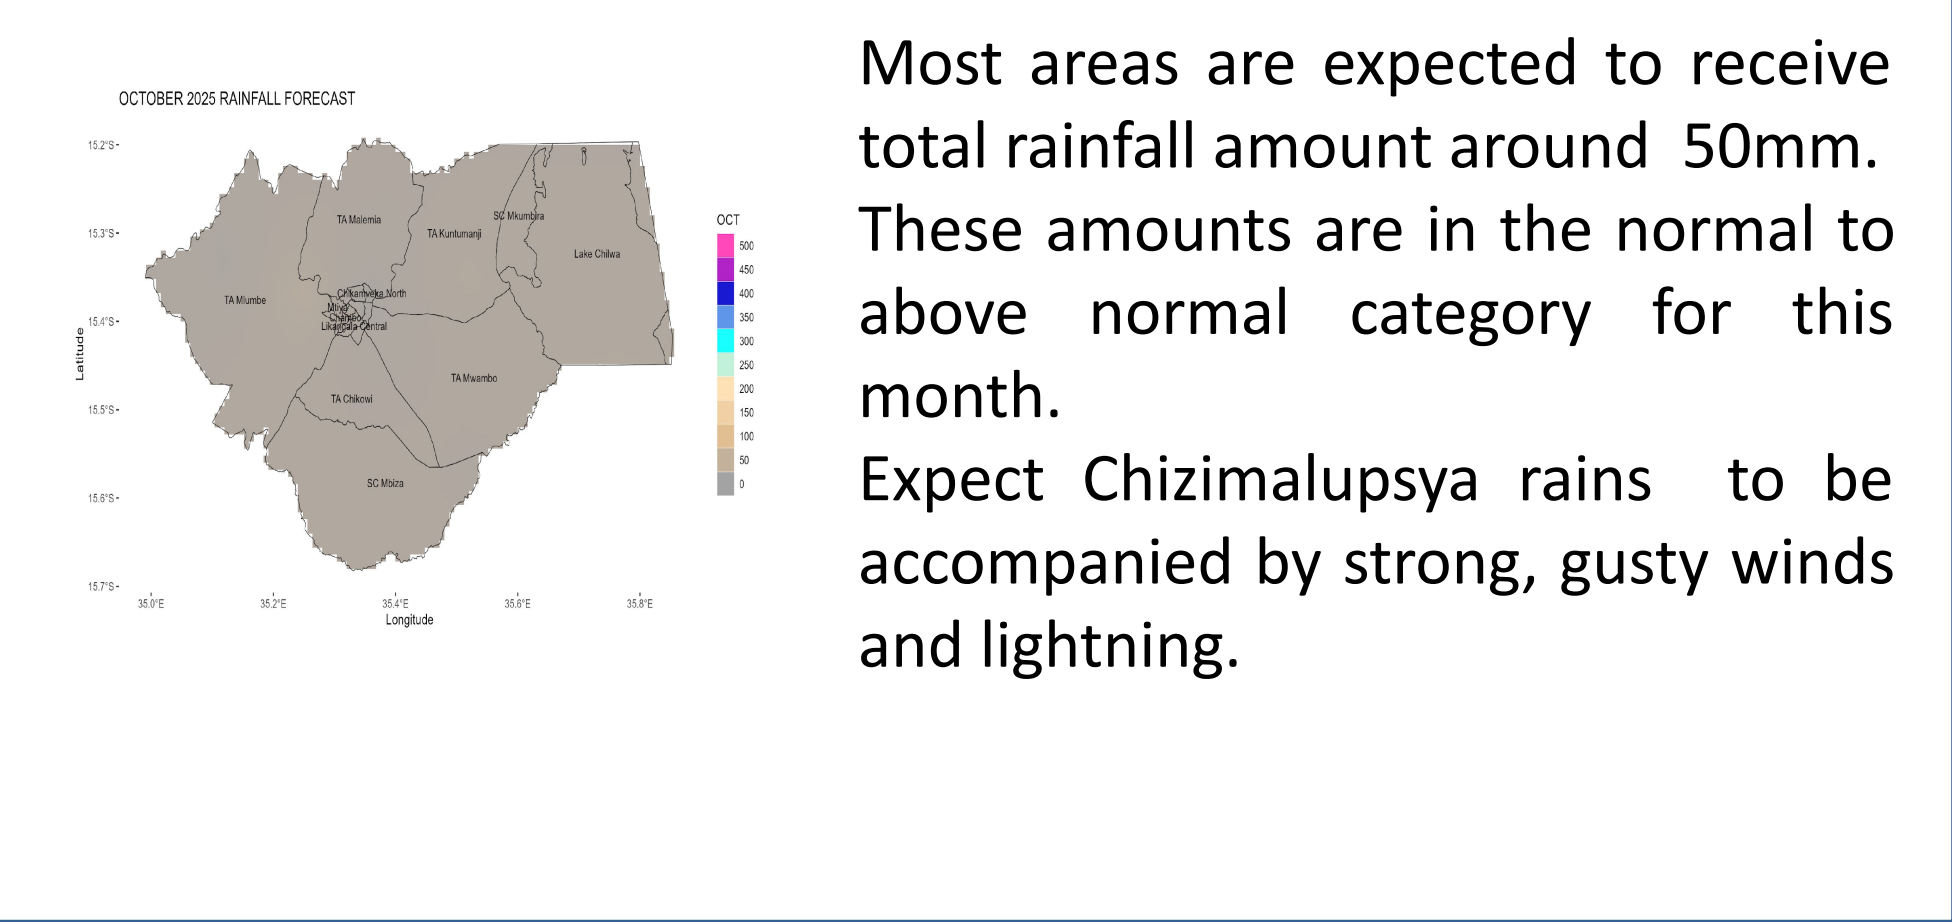 OCTOBER 2025 RAINFALL FORECAST
15.2°S
15.3°S
15.4°S
15.5°S
15.6°S
15.7°S
Latitude
35.0°E
35.2°E
35.4°E
35.6°E
35.8°E
Longitude
TA Malemia
SC Mkumbira
TA Kuntumanji
Lake Chilwa
TA Mlumbe
Chikamveka North
Mtiya
Chambo
Likangala Central
TA Mwambo
TA Chikowi
SC Mbiza
OCT
500
450
400
350
300
250
200
150
100
50
0
Most areas are expected to receive
total rainfall amount around 50mm.
These amounts are in the normal to
above normal category for this
month.
Expect Chizimalupsya rains to be
accompanied by strong, gusty winds
and lightning.